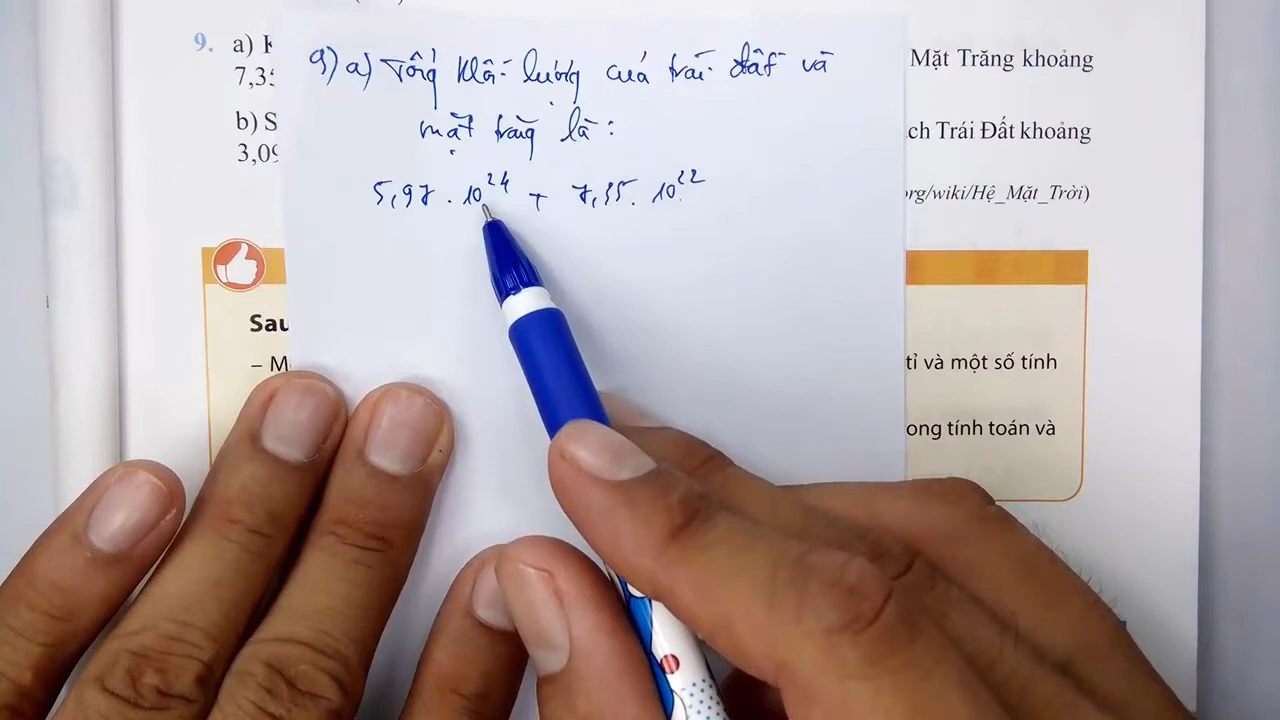 9. a) K
7,35
b) S
3,09
9) a) Tổng khối lượng của trái đất và
mặt trăng là:
5,97 . 10²⁴ + 7,35 . 10²²
Mặt Trăng khoảng
ch Trái Đất khoảng
org/wiki/Hệ_Mặt_Trời)
Sau
– M
tỉ và một số tính
ong tính toán và